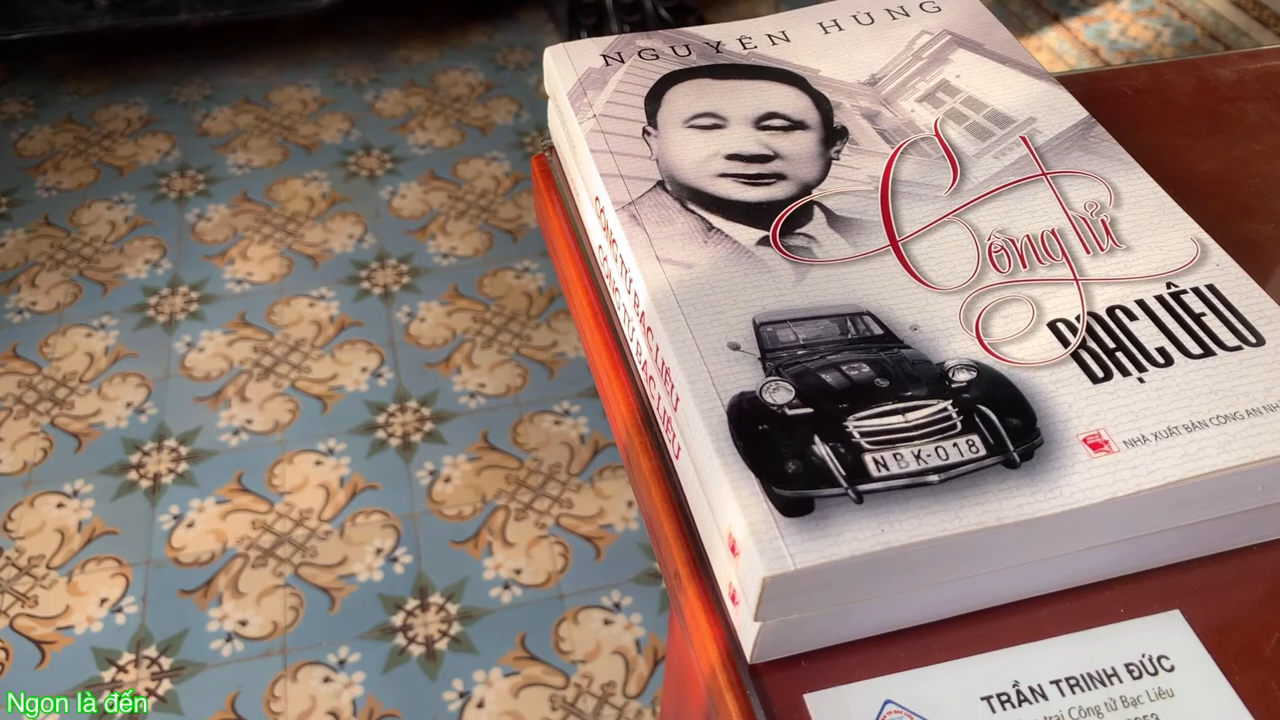 NGUYÊN HÙNG
Công tử
BẠC LIÊU
NHÀ XUẤT BẢN CÔNG AN
NBK-018
CÔNG TỬ BẠC LIÊU
CÔNG TỬ BẠC LIÊU
TRẦN TRINH ĐỨC
trai Công tử Bạc Liêu
Ngon là đến